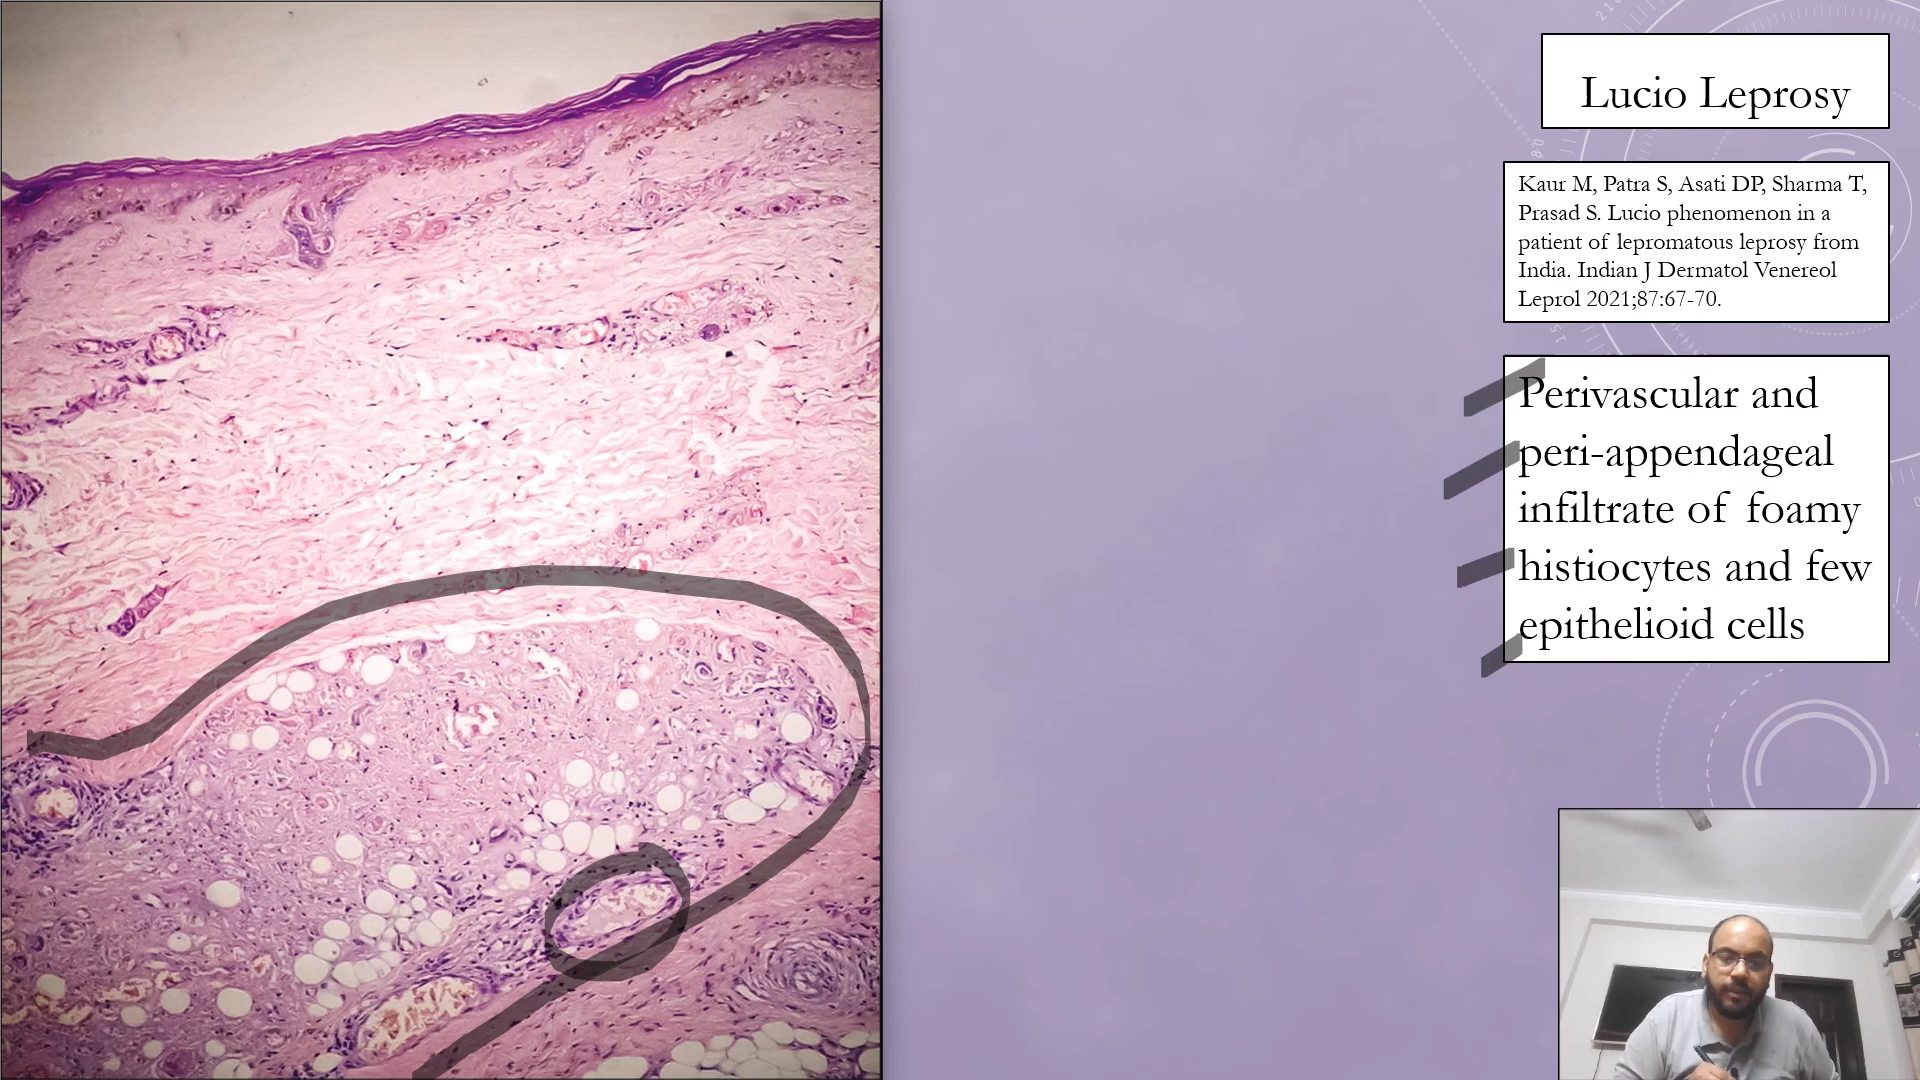 Lucio Leprosy
Kaur M, Patra S, Asati DP, Sharma T,
Prasad S. Lucio phenomenon in a
patient of lepromatous leprosy from
India. Indian J Dermatol Venereol
Leprol 2021;87:67-70.
Perivascular and
peri-appendageal
infiltrate of foamy
histiocytes and few
epithelioid cells